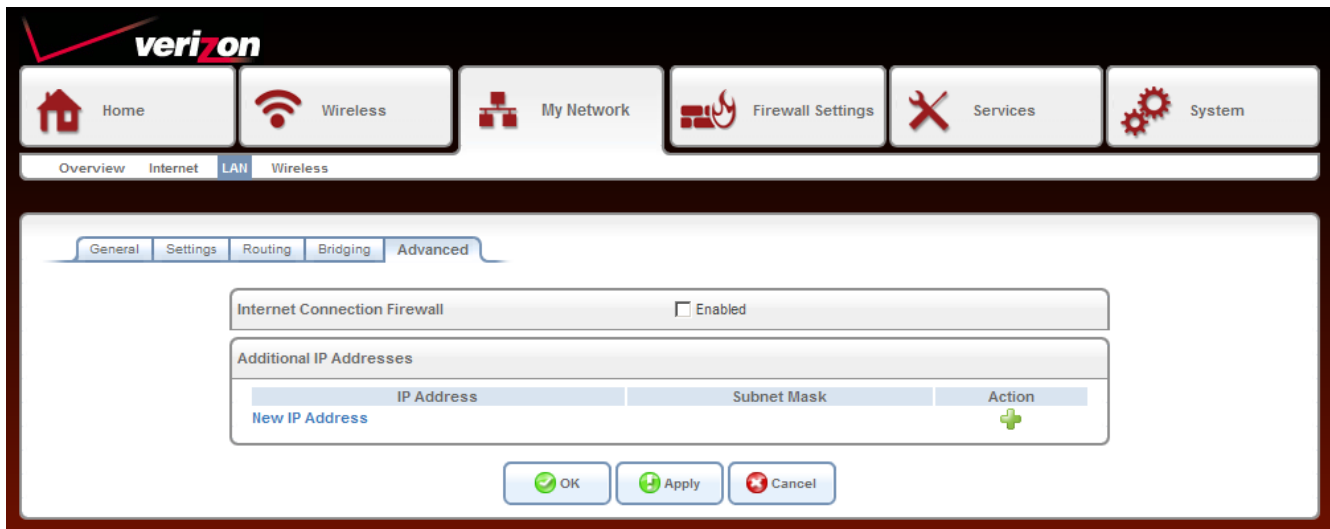 verizon
Home Wireless My Network Firewall Settings Services System
Overview Internet LAN Wireless
General Settings Routing Bridging Advanced
Internet Connection Firewall Enabled
Additional IP Addresses
IP Address Subnet Mask Action
New IP Address
OK Apply Cancel